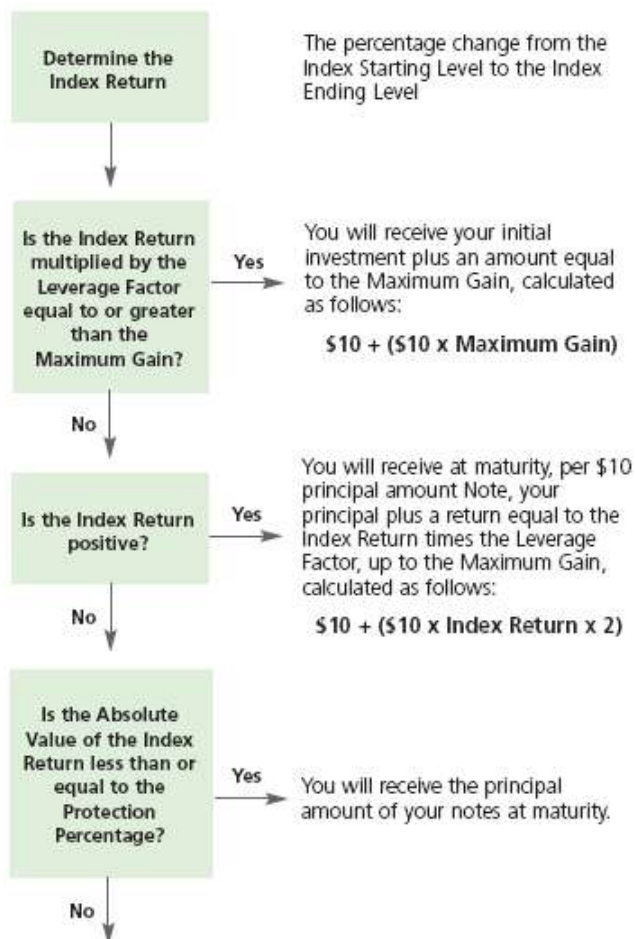 Determine the
Index Return
The percentage change from the
Index Starting Level to the Index
Ending Level
Is the Index Return
multiplied by the
Leverage Factor
equal to or greater
than the
Maximum Gain?
Yes
You will receive your initial
investment plus an amount equal
to the Maximum Gain, calculated
as follows:
$10 + ($10 x Maximum Gain)
No
Is the Index Return
positive?
Yes
You will receive at maturity, per $10
principal amount Note, your
principal plus a return equal to the
Index Return times the Leverage
Factor, up to the Maximum Gain,
calculated as follows:
$10 + ($10 x Index Return x 2)
No
Is the Absolute
Value of the Index
Return less than or
equal to the
Protection
Percentage?
Yes
You will receive the principal
amount of your notes at maturity.
No